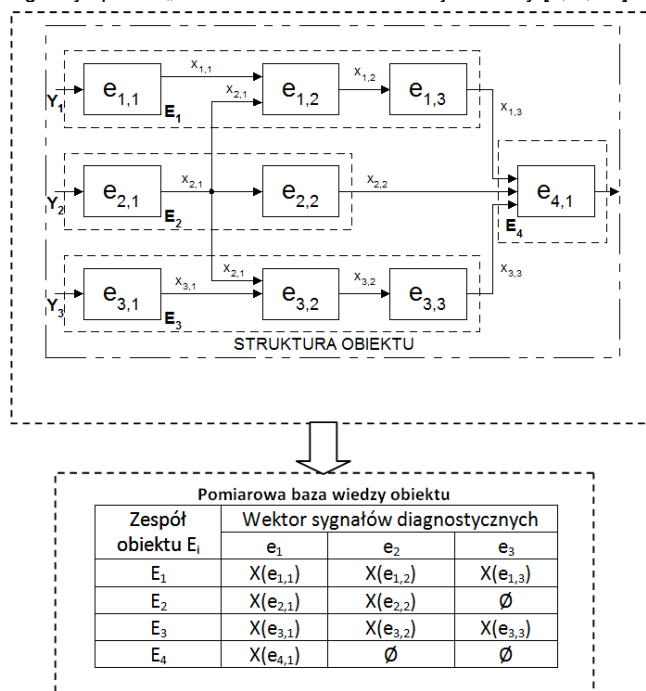 x1,1
x1,2
x2,1
e1,1
e1,2
e1,3
Y1
E1
x1,3
x2,1
x2,2
e2,1
e2,2
e4,1
Y2
E2
E4
x2,1
x3,1
x3,2
x3,3
e3,1
e3,2
e3,3
Y3
E3
STRUKTURA OBIEKTU
Pomiarowa baza wiedzy obiektu
Zespół obiektu Ei
Wektor sygnałów diagnostycznych
e1 e2 e3
E1 X(e1,1) X(e1,2) X(e1,3)
E2 X(e2,1) X(e2,2) Ø
E3 X(e3,1) X(e3,2) X(e3,3)
E4 X(e4,1) Ø Ø